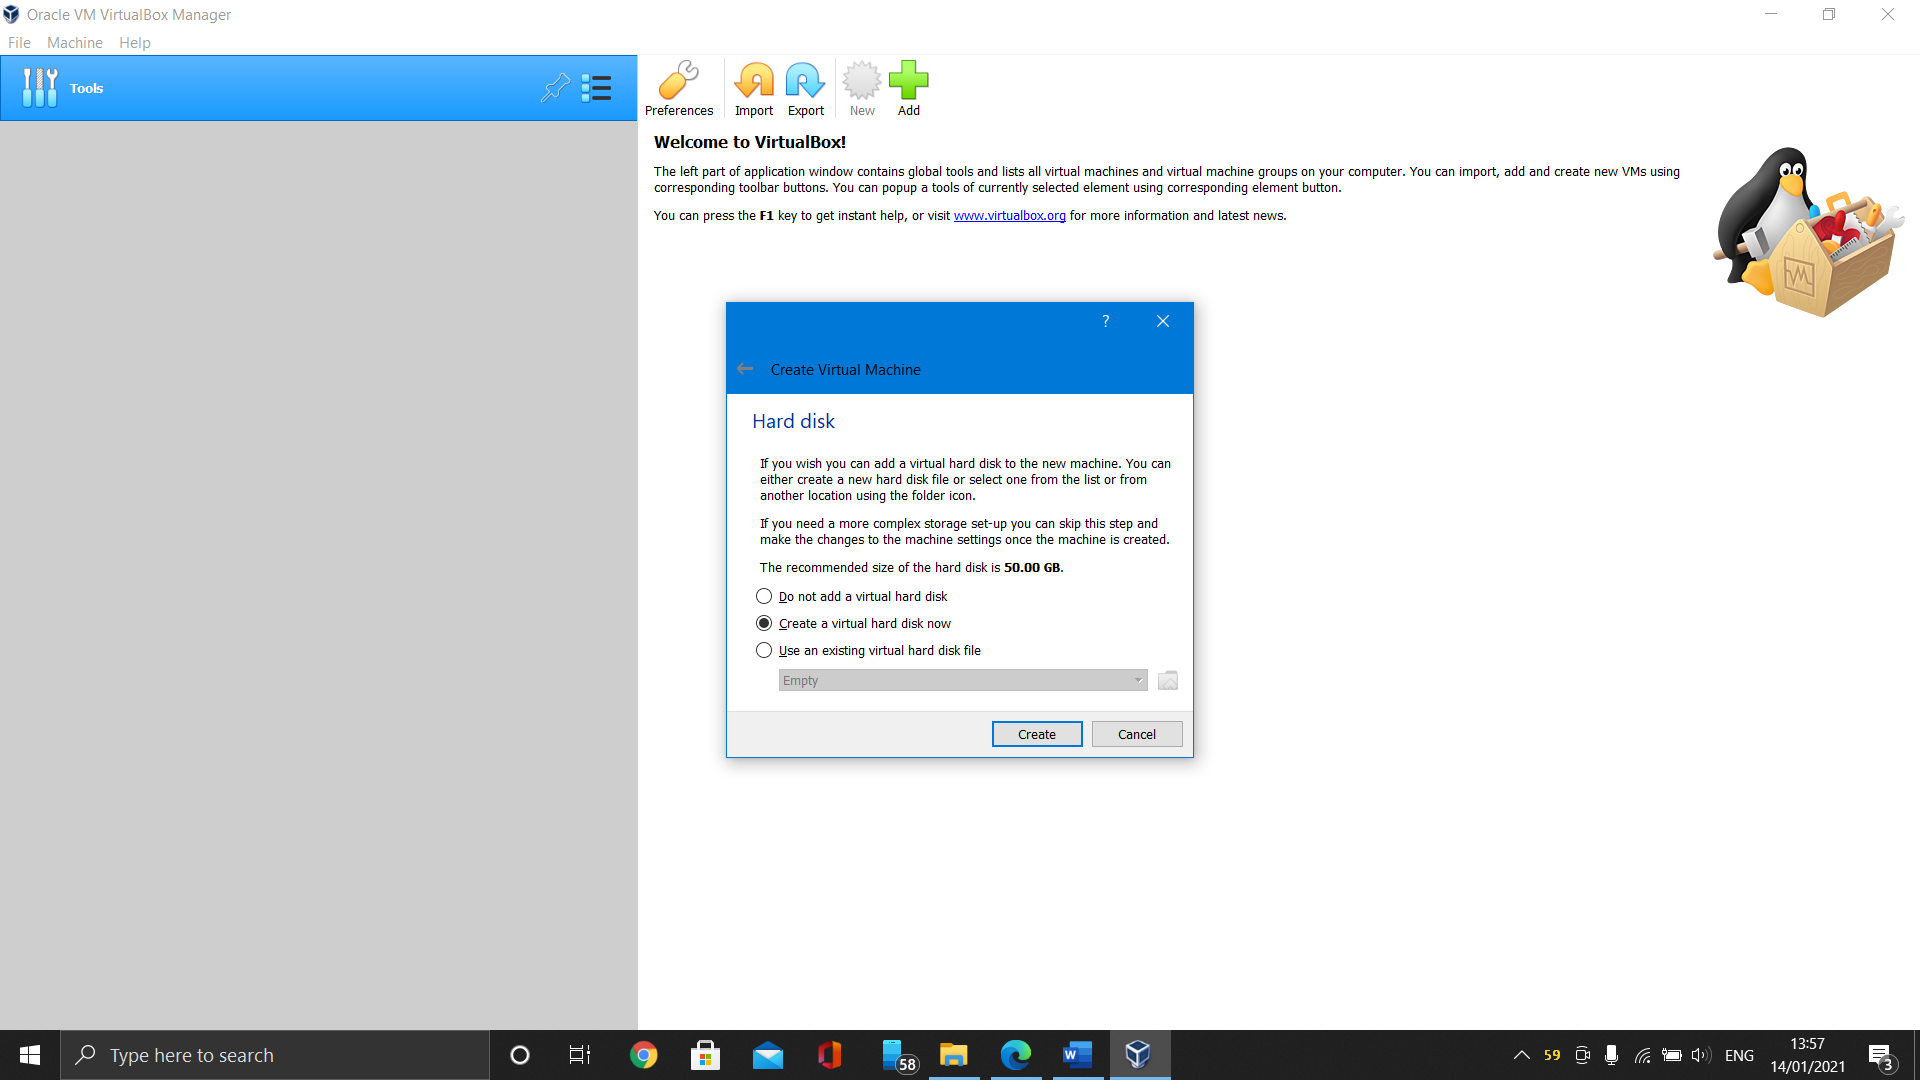 Oracle VM VirtualBox Manager
File Machine Help
Tools
Preferences Import Export New Add
Welcome to VirtualBox!
The left part of application window contains global tools and lists all virtual machines and virtual machine groups on your computer. You can import, add and create new VMs using
corresponding toolbar buttons. You can popup a tools of currently selected element using corresponding element button.
You can press the F1 key to get instant help, or visit www.virtualbox.org for more information and latest news.
?
Create Virtual Machine
Hard disk
If you wish you can add a virtual hard disk to the new machine. You can
either create a new hard disk file or select one from the list or from
another location using the folder icon.
If you need a more complex storage set-up you can skip this step and
make the changes to the machine settings once the machine is created.
The recommended size of the hard disk is 50.00 GB.
Do not add a virtual hard disk
Create a virtual hard disk now
Use an existing virtual hard disk file
Empty
Create Cancel
Type here to search
58
59
ENG
13:57
14/01/2021
3